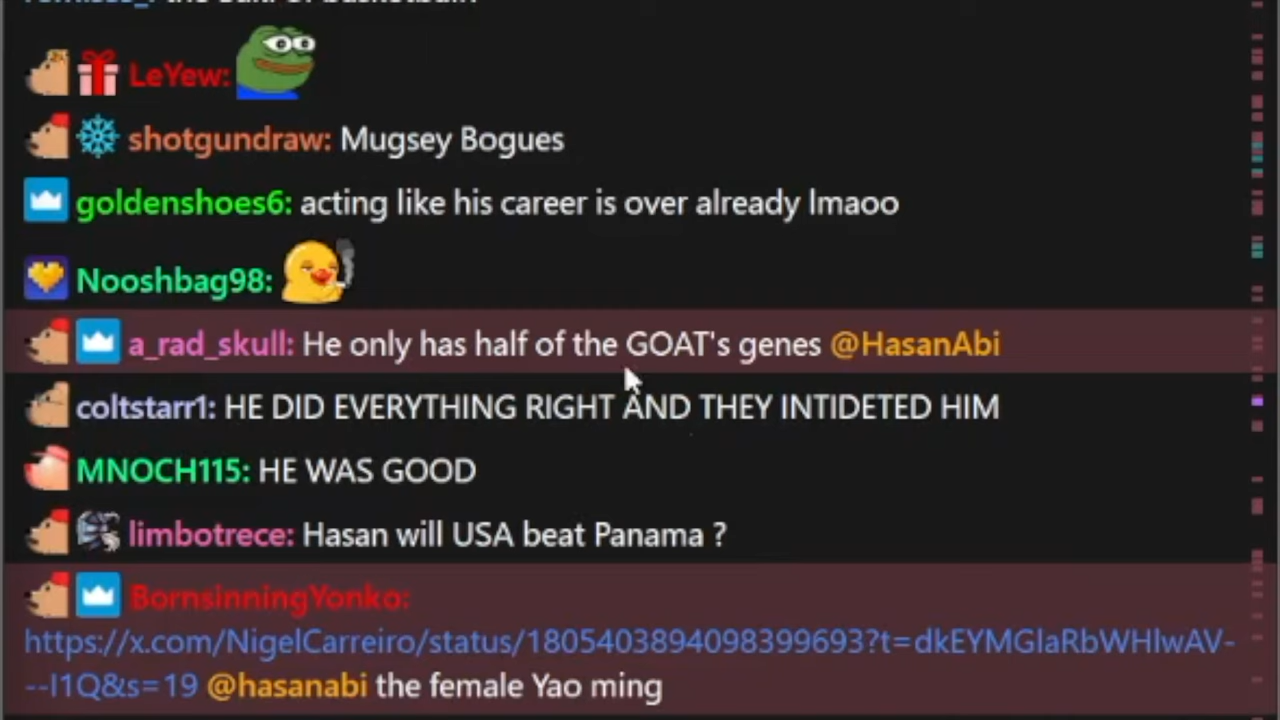 LeYew:
shotgundraw: Mugsey Bogues
goldenshoes6: acting like his career is over already lmaoo
Nooshbag98:
a_rad_skull: He only has half of the GOAT's genes @HasanAbi
coltstarr1: HE DID EVERYTHING RIGHT AND THEY INTIDETED HIM
MNOCH115: HE WAS GOOD
limbotrece: Hasan will USA beat Panama ?
BornsinningYonko:
https://x.com/NigelCarreiro/status/1805403894098399693?t=dkEYMGlaRbWHlwAV-
--I1Q&s=19 @hasanabi the female Yao ming